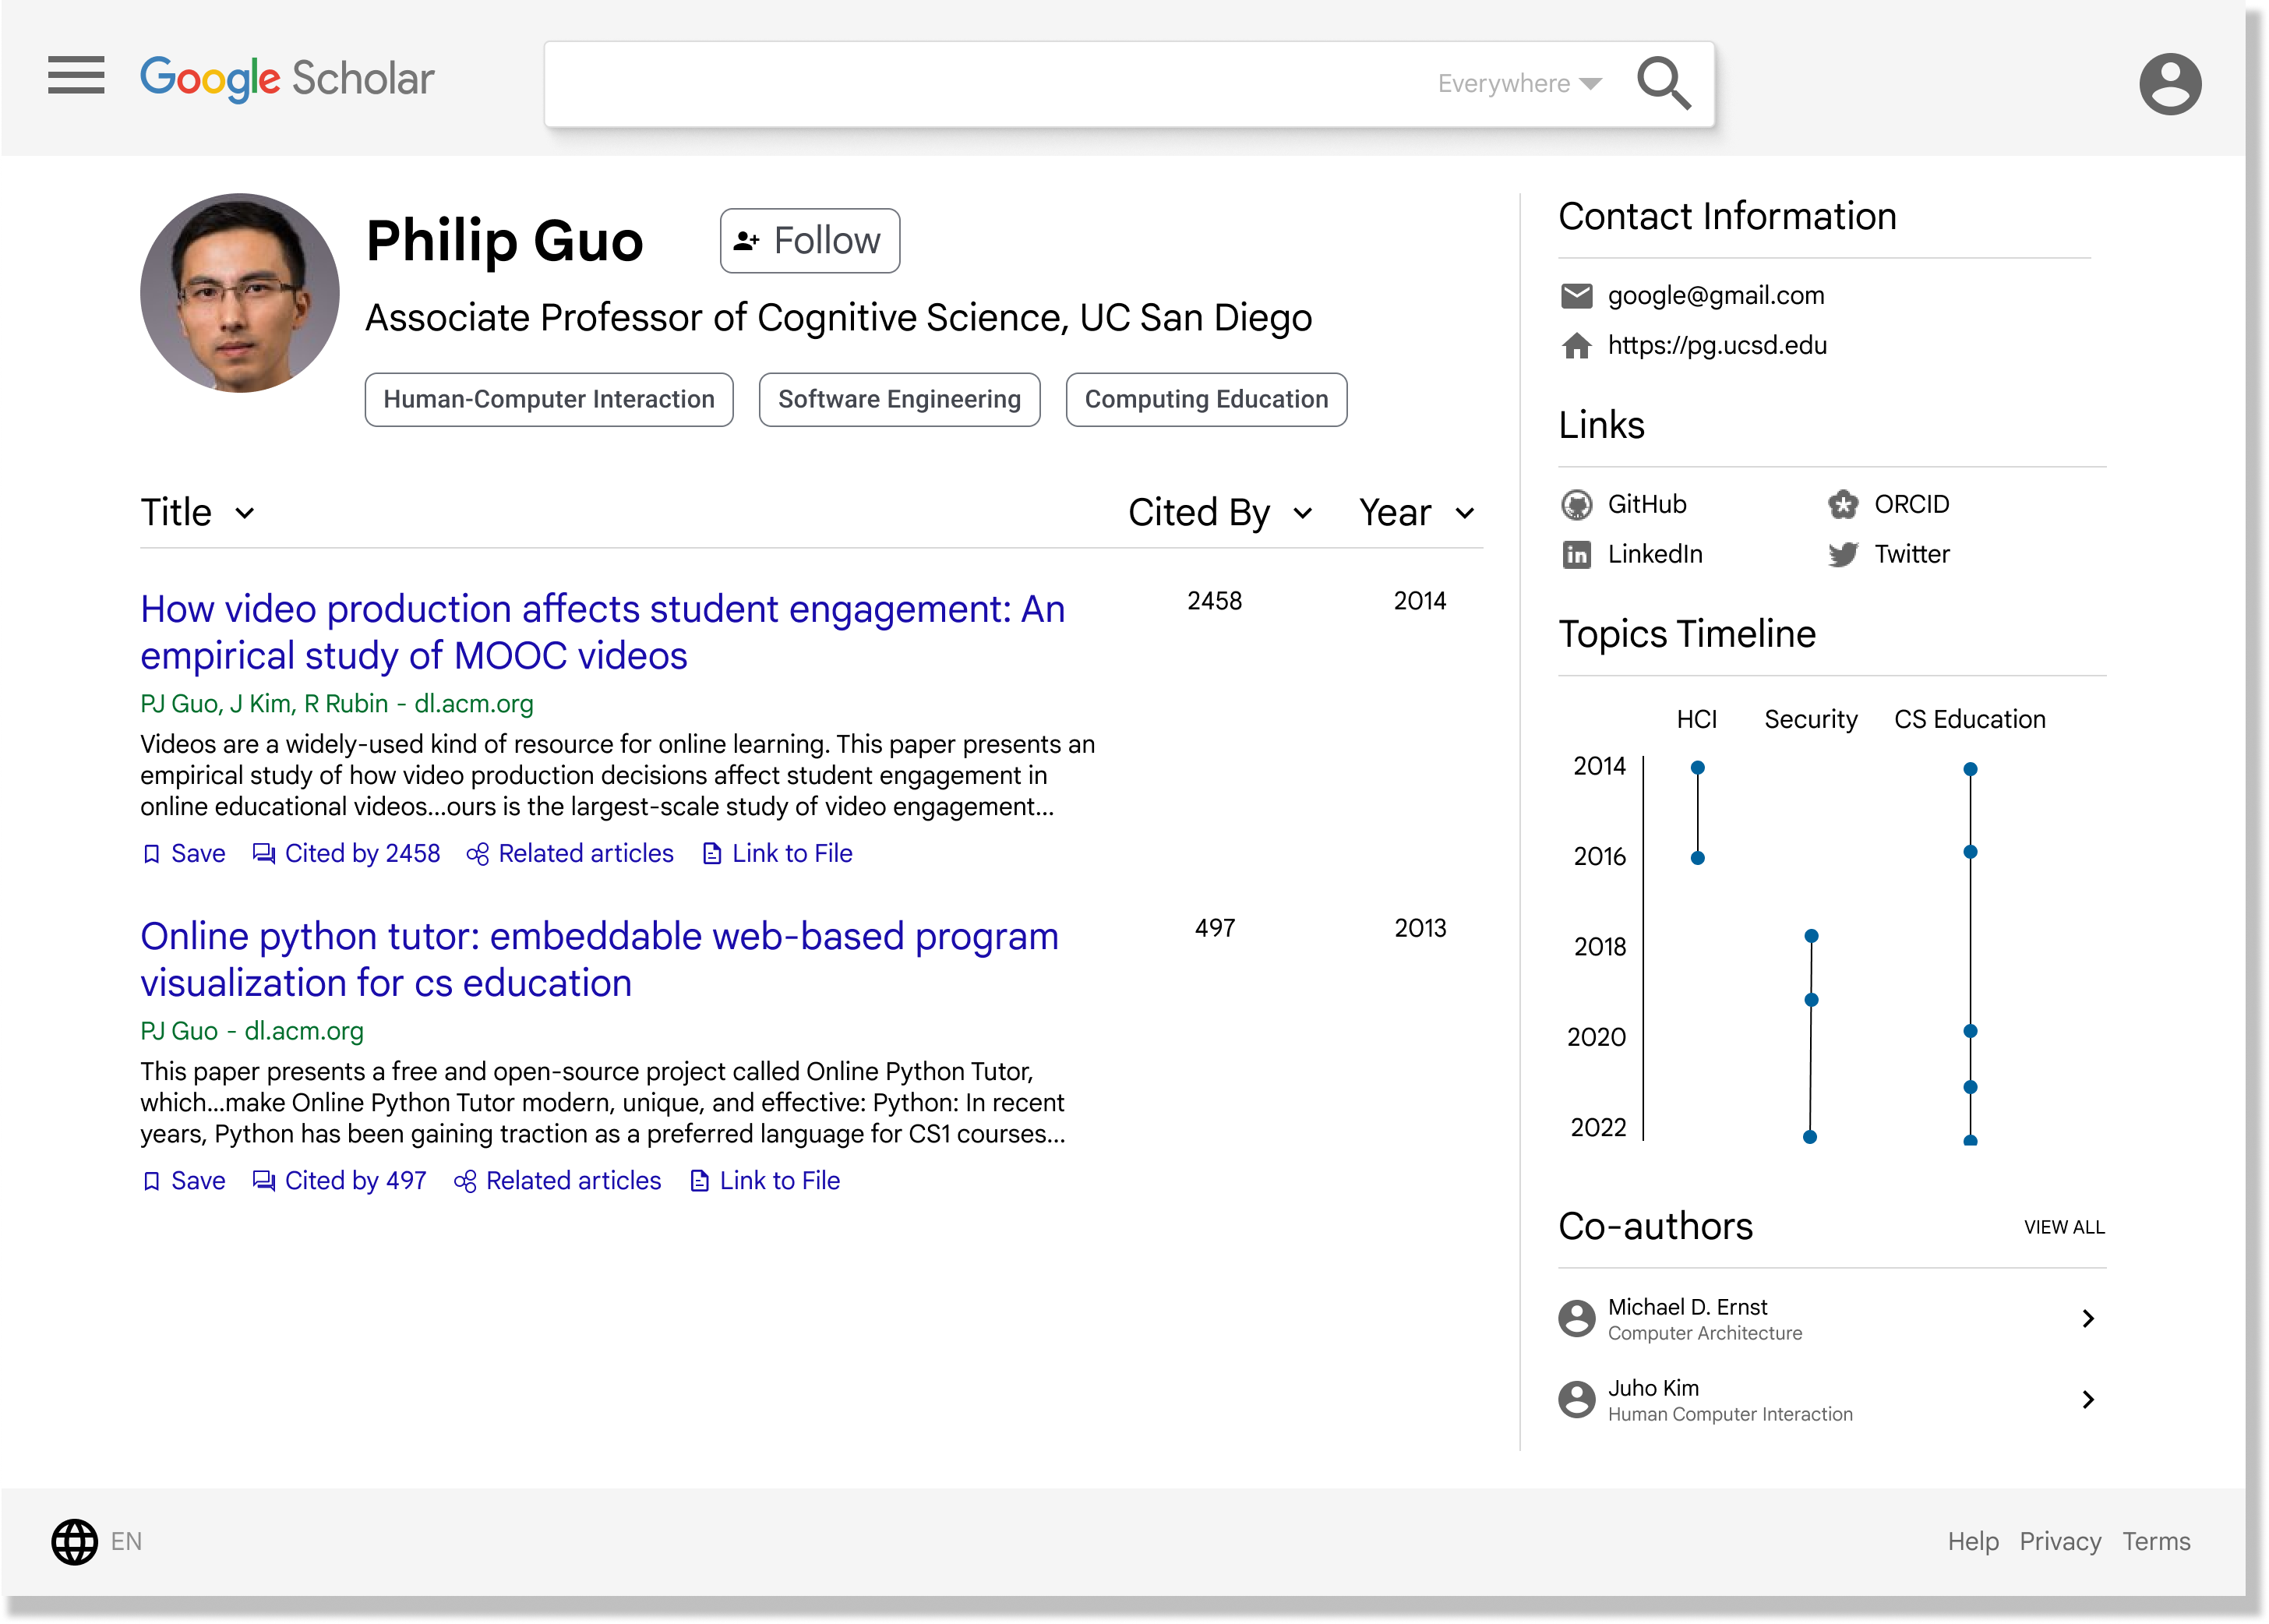 Google Scholar
Everywhere
Philip Guo
Follow
Associate Professor of Cognitive Science, UC San Diego
Human-Computer Interaction
Software Engineering
Computing Education
Title
Cited By
Year
How video production affects student engagement: An
empirical study of MOOC videos
2458
2014
PJ Guo, J Kim, R Rubin - dl.acm.org
Videos are a widely-used kind of resource for online learning. This paper presents an
empirical study of how video production decisions affect student engagement in
online educational videos...ours is the largest-scale study of video engagement...
Save
Cited by 2458
Related articles
Link to File
Online python tutor: embeddable web-based program
visualization for cs education
497
2013
PJ Guo - dl.acm.org
This paper presents a free and open-source project called Online Python Tutor,
which...make Online Python Tutor modern, unique, and effective: Python: In recent
years, Python has been gaining traction as a preferred language for CS1 courses...
Save
Cited by 497
Related articles
Link to File
Contact Information
google@gmail.com
https://pg.ucsd.edu
Links
GitHub
ORCID
LinkedIn
Twitter
Topics Timeline
HCI
Security
CS Education
2014
2016
2018
2020
2022
Co-authors
VIEW ALL
Michael D. Ernst
Computer Architecture
Juho Kim
Human Computer Interaction
EN
Help
Privacy
Terms